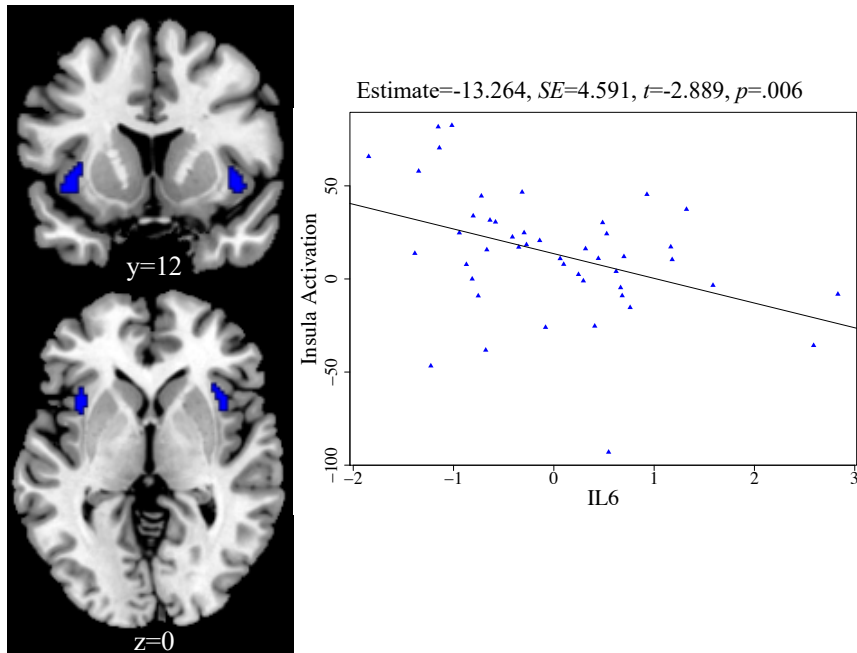 y=12
z=0
Estimate=-13.264, SE=4.591, t=-2.889, p=.006
Insula Activation
50
0
−50
−100
−2
−1
0
1
2
3
IL6